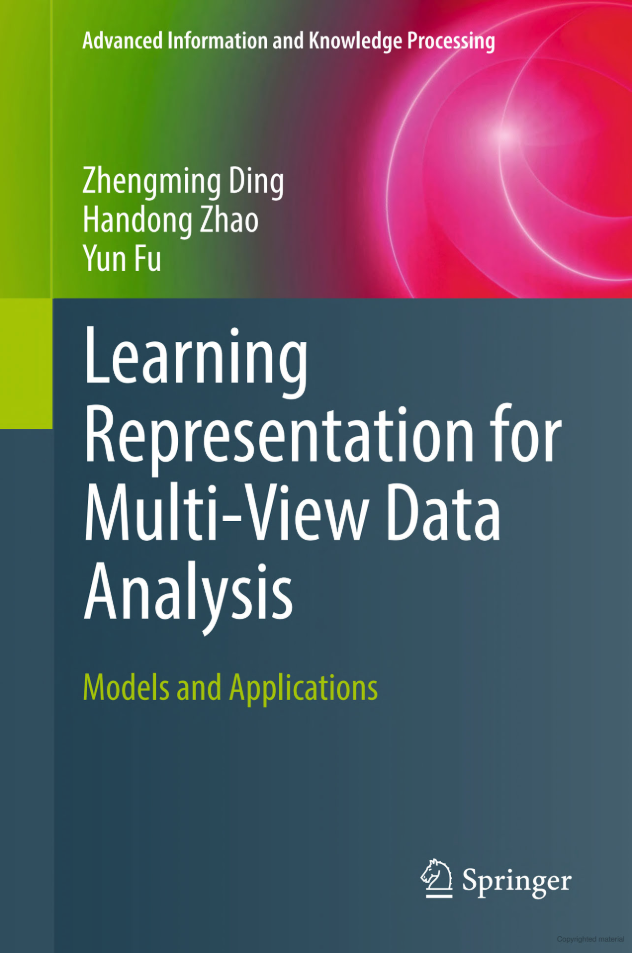 Advanced Information and Knowledge Processing
Zhengming Ding
Handong Zhao
Yun Fu
Learning
Representation for
Multi-View Data
Analysis
Models and Applications
Springer
Copyrighted material